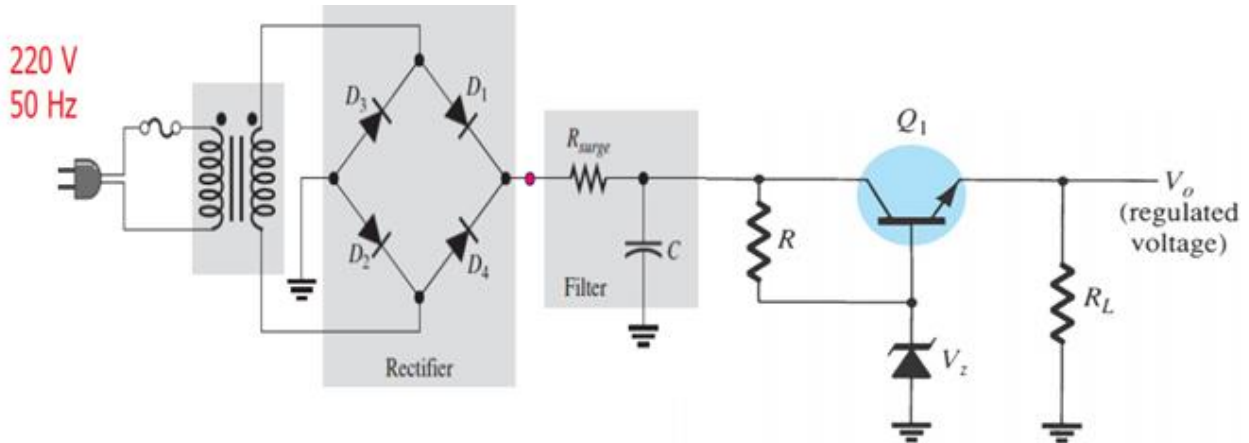 220 V
50 Hz
D3
D1
D2
D4
Rectifier
Rsurge
C
Filter
R
Q1
Vz
Vo
(regulated
voltage)
RL